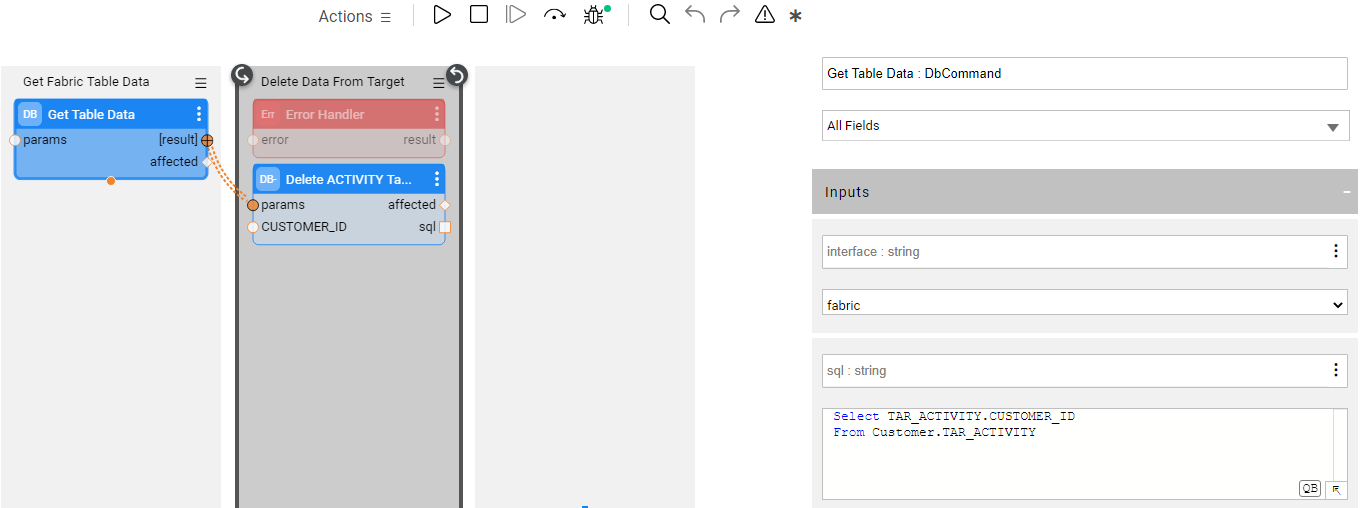 Actions
Get Fabric Table Data
DB Get Table Data
params [result]
affected
Delete Data From Target
Err Error Handler
error result
DB- Delete ACTIVITY Ta...
params affected
CUSTOMER_ID sql
Get Table Data : DbCommand
All Fields
Inputs
interface : string
fabric
sql : string
Select TAR_ACTIVITY.CUSTOMER_ID
From Customer.TAR_ACTIVITY
QB